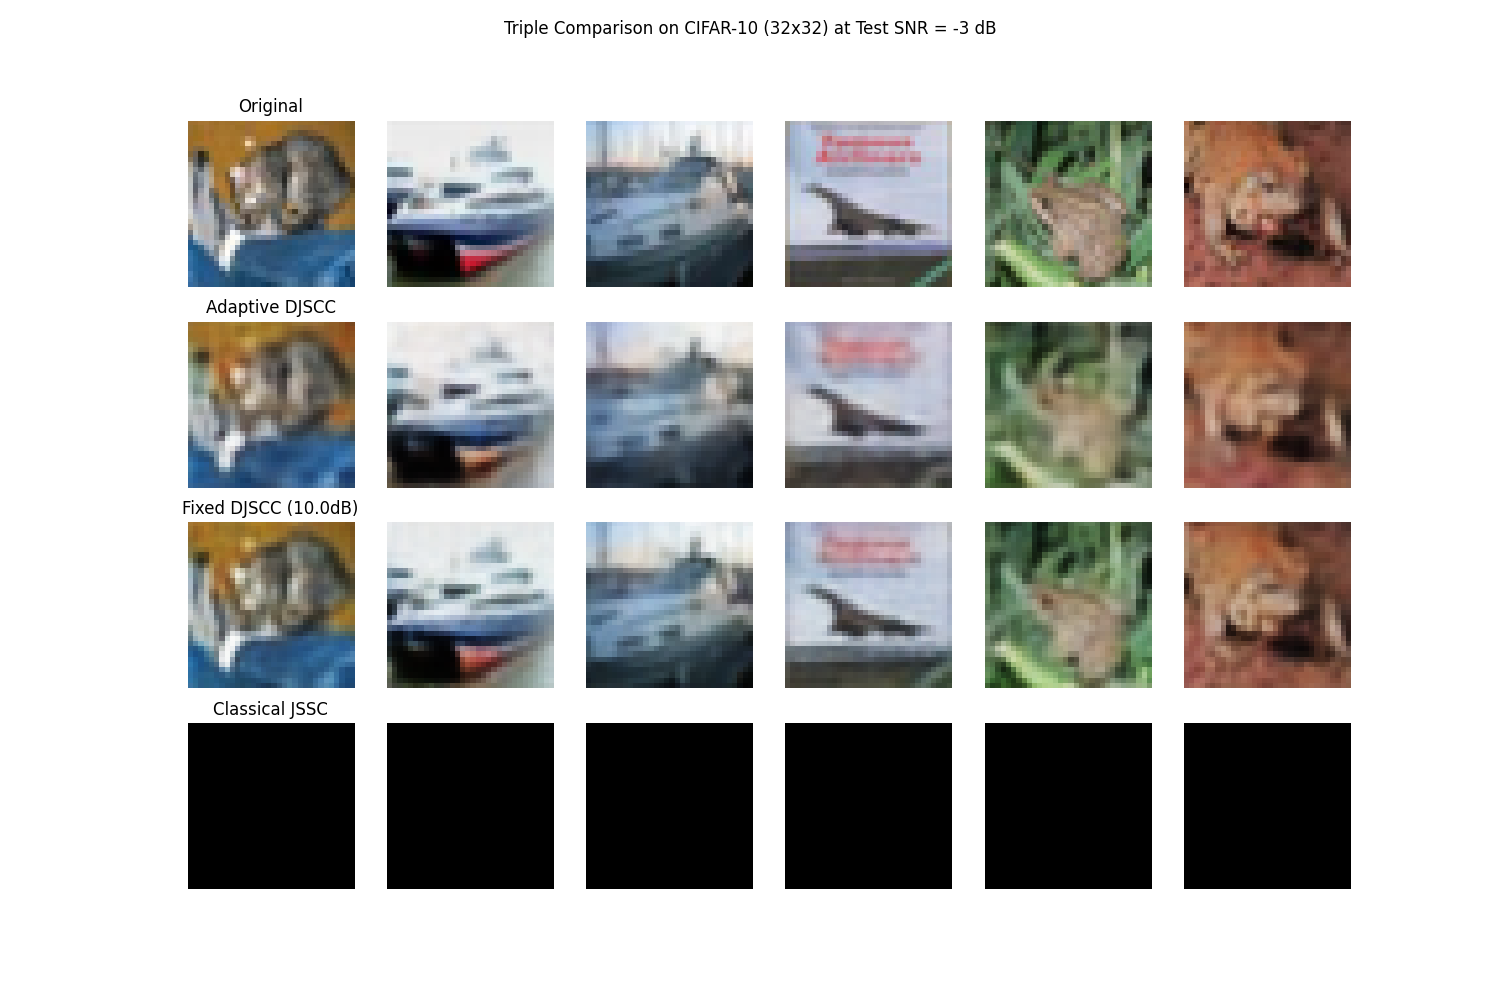 Triple Comparison on CIFAR-10 (32x32) at Test SNR = -3 dB
Original
Adaptive DJSCC
Fixed DJSCC (10.0dB)
Classical JSSC